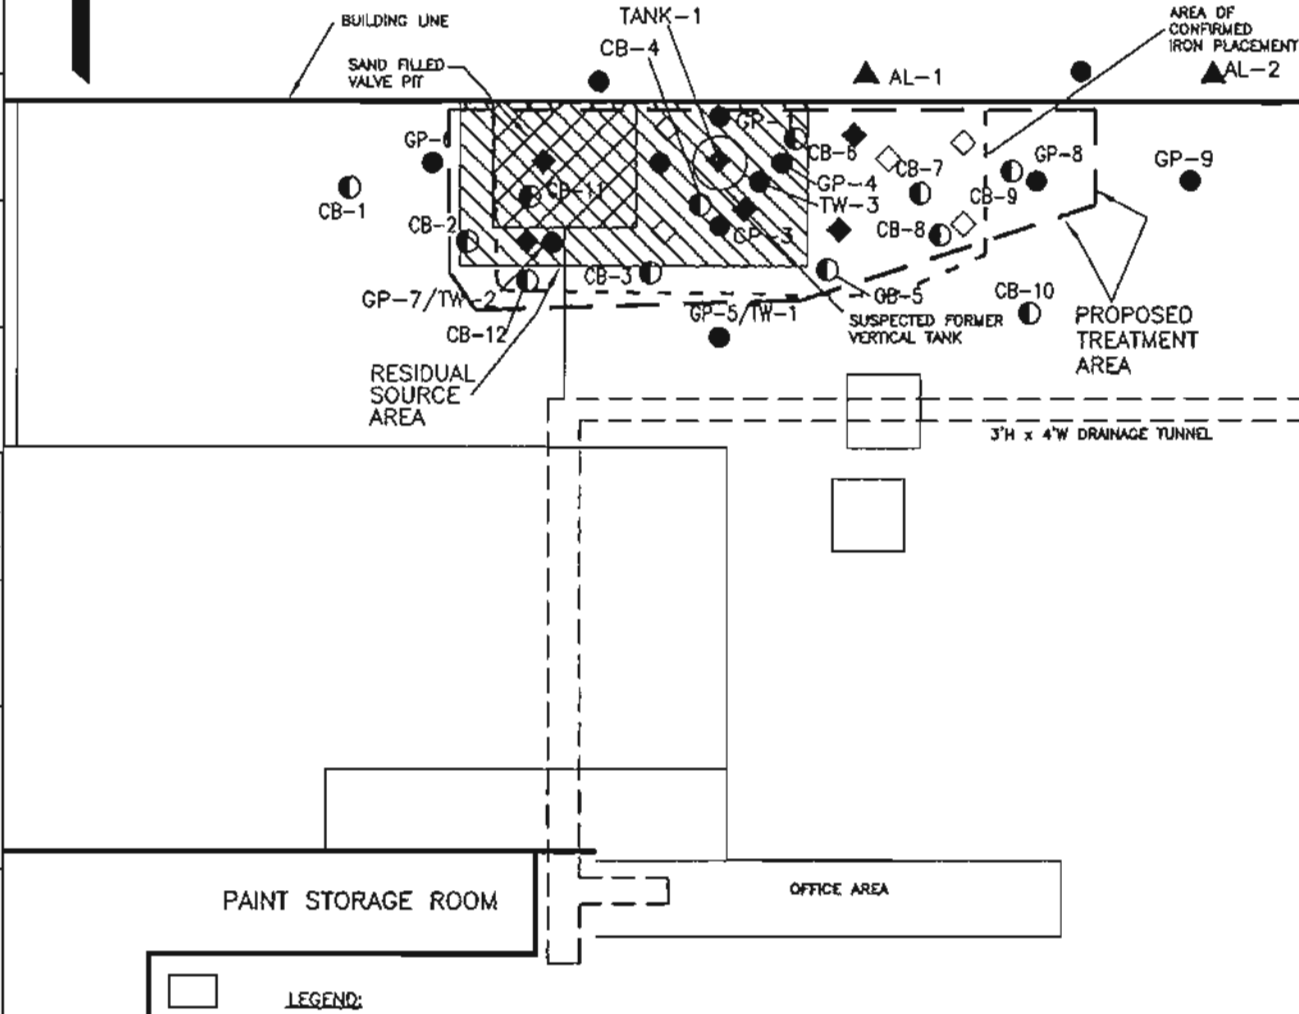 TANK-1
BUILDING LINE
CB-4
AREA OF
CONFIRMED
IRON PLACEMENT
SAND FILLED
VALVE PIT
AL-1
AL-2
GP-1
GP-6
CB-6
CB-7
GP-8
GP-9
CB-1
CB-11
GP-4
TW-3
CB-9
CB-2
GP-3
CB-8
CB-3
GP-7/TW-2
CB-5
CB-10
GP-5/TW-1
CB-12
SUSPECTED FORMER
VERTICAL TANK
PROPOSED
TREATMENT
AREA
RESIDUAL
SOURCE
AREA
3'H x 4'W DRAINAGE TUNNEL
PAINT STORAGE ROOM
OFFICE AREA
LEGEND: